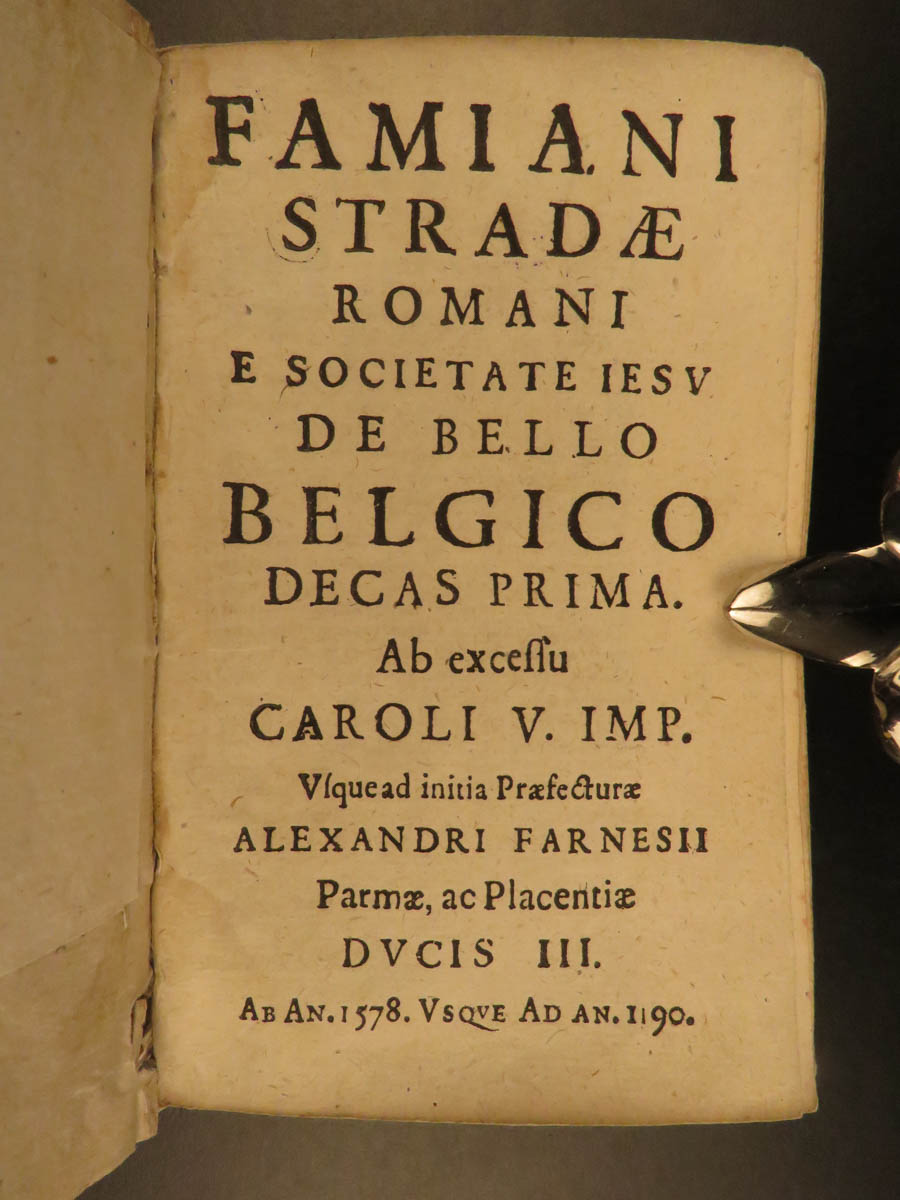 FAMIANI
STRADÆ
ROMANI
E SOCIETATE IESV
DE BELLO
BELGICO
DECAS PRIMA.
Ab exceſſu
CAROLI V. IMP.
Vſque ad initia Præfecturæ
ALEXANDRI FARNESII
Parmæ, ac Placentiæ
DVCIS III.
AB AN. 1578. VSQVE AD AN. 1190.